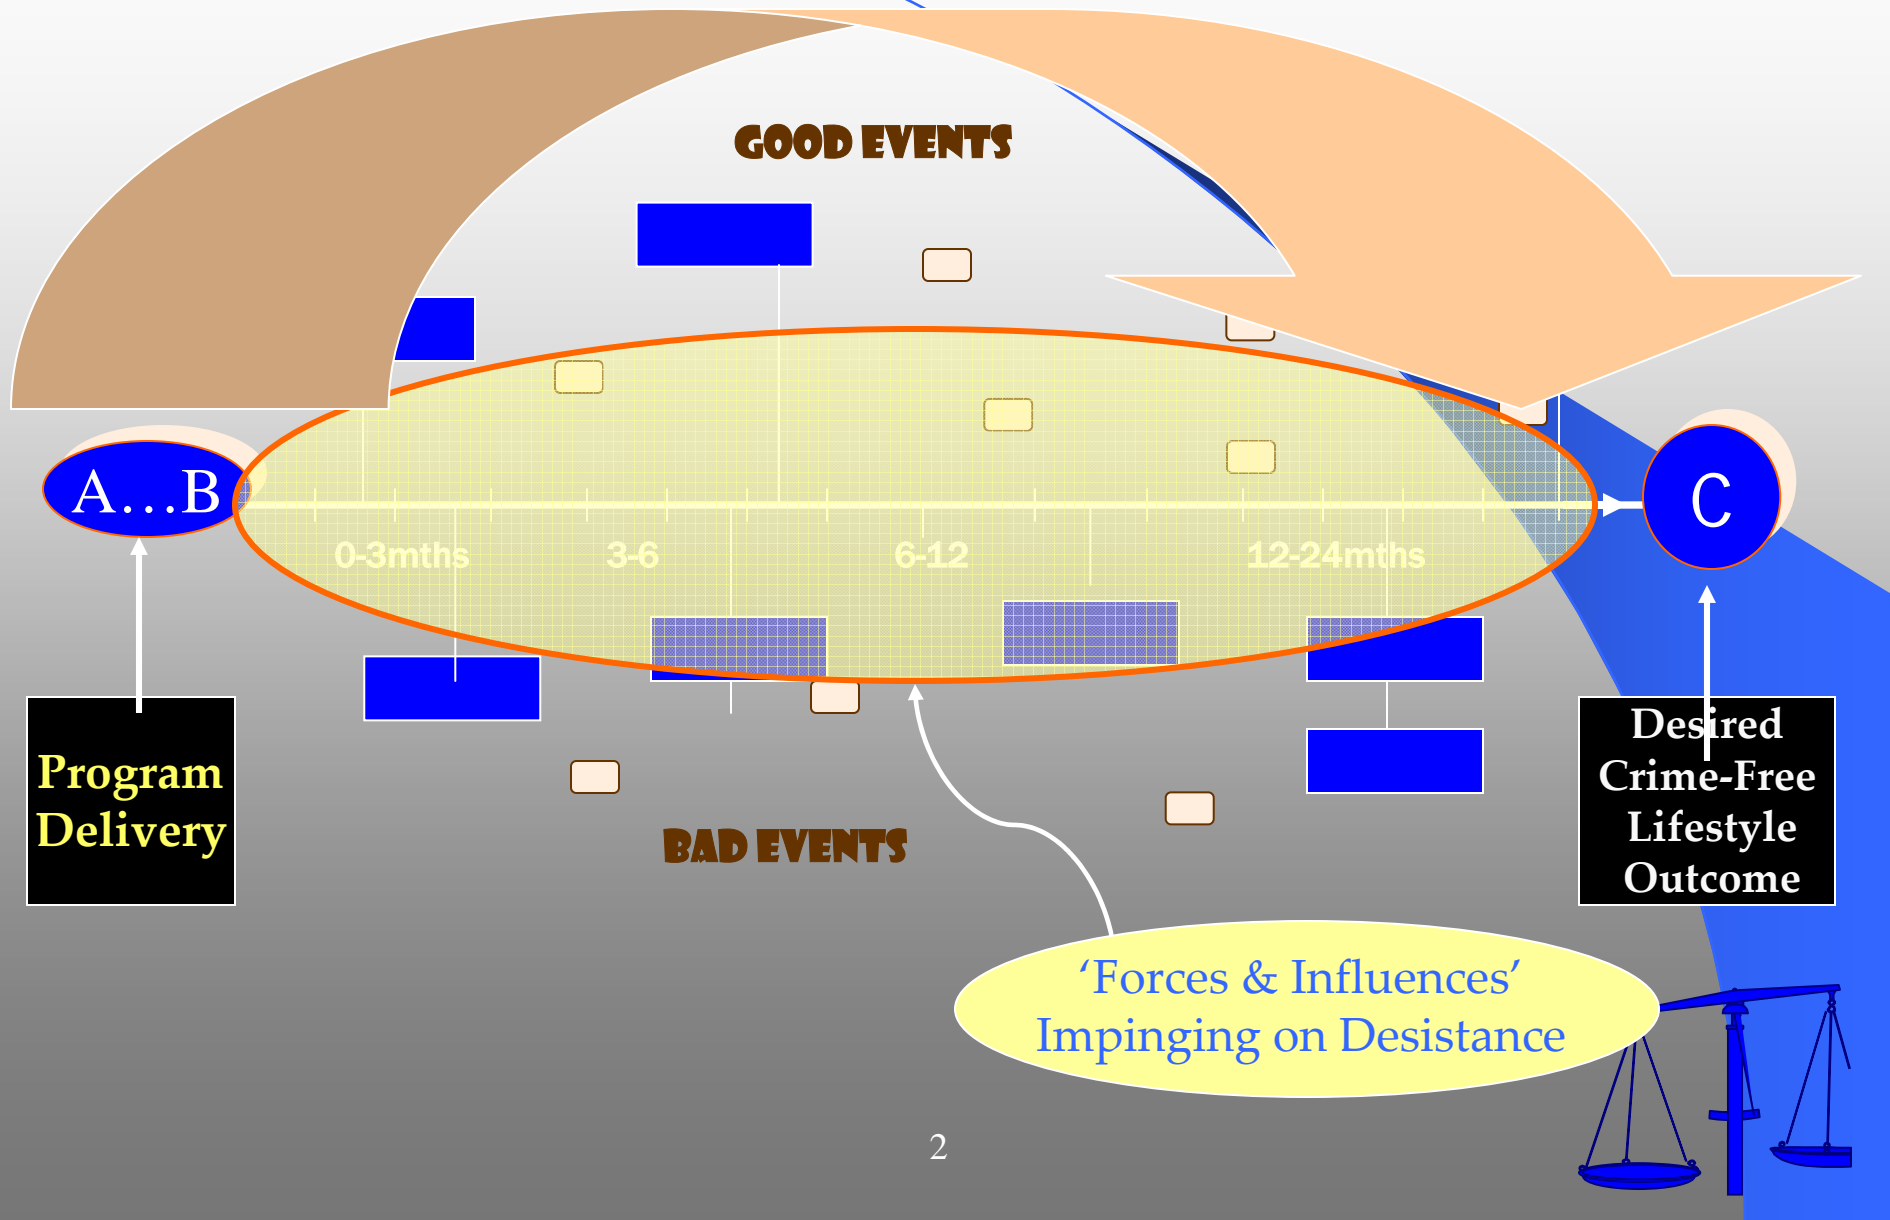 GOOD EVENTS
A…B
C
0-3mths
3-6
6-12
12-24mths
Program
Delivery
Desired
Crime-Free
Lifestyle
Outcome
BAD EVENTS
‘Forces & Influences’
Impinging on Desistance
2